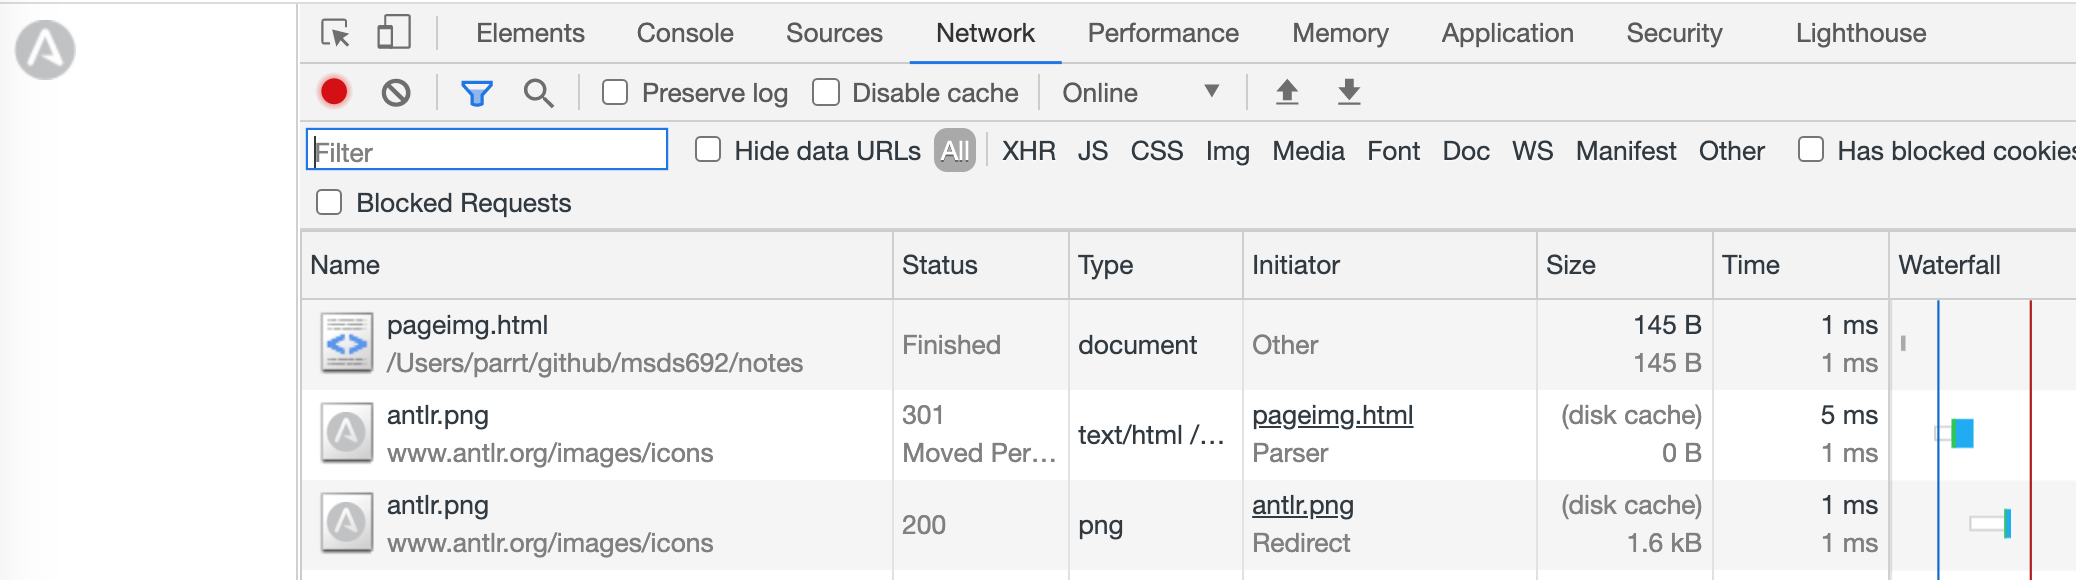 Elements Console Sources Network Performance Memory Application Security Lighthouse
Preserve log Disable cache Online
Filter Hide data URLs All XHR JS CSS Img Media Font Doc WS Manifest Other Has blocked cookies
Blocked Requests
Name Status Type Initiator Size Time Waterfall
pageimg.html 145 B 1 ms
Finished document Other
/Users/parrt/github/msds692/notes 145 B 1 ms
antlr.png 301 pageimg.html (disk cache) 5 ms
text/html /...
www.antlr.org/images/icons Moved Per... Parser 0 B 1 ms
antlr.png antlr.png (disk cache) 1 ms
200 png
www.antlr.org/images/icons Redirect 1.6 kB 1 ms